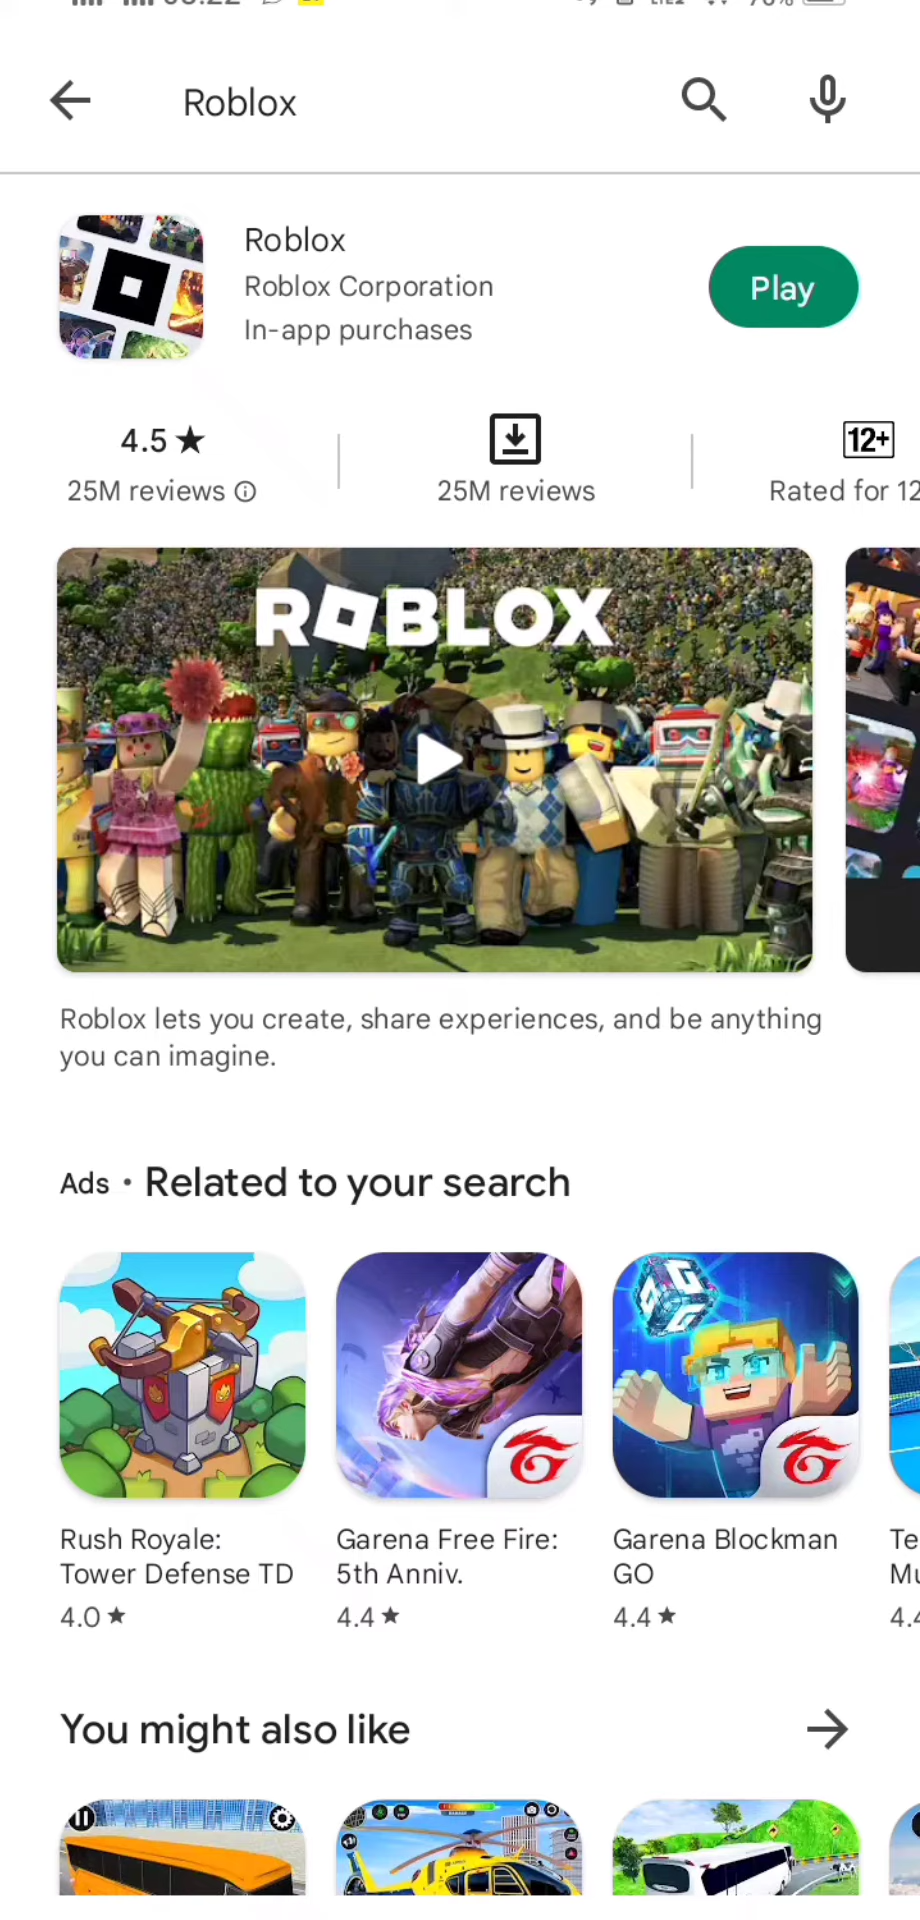 Roblox
Roblox
Roblox Corporation
In-app purchases
Play
4.5 ★
25M reviews
25M reviews
12+
Rated for 12
ROBLOX
Roblox lets you create, share experiences, and be anything
you can imagine.
Ads • Related to your search
Rush Royale:
Tower Defense TD
4.0 ★
Garena Free Fire:
5th Anniv.
4.4 ★
Garena Blockman
GO
4.4 ★
You might also like